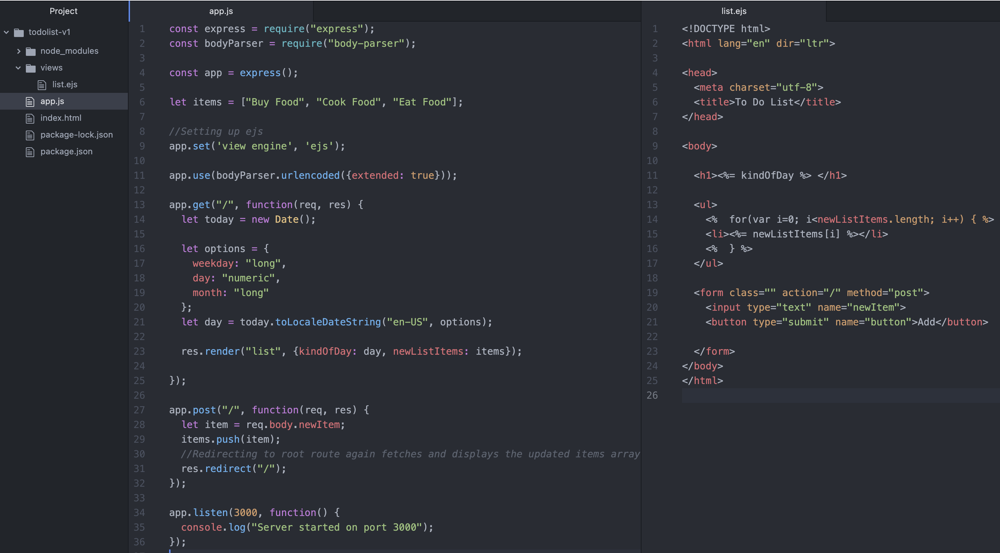 Project
todolist-v1
node_modules
views
list.ejs
app.js
index.html
package-lock.json
package.json
app.js
1 const express = require("express");
2 const bodyParser = require("body-parser");
3
4 const app = express();
5
6 let items = ["Buy Food", "Cook Food", "Eat Food"];
7
8 //Setting up ejs
9 app.set('view engine', 'ejs');
10
11 app.use(bodyParser.urlencoded({extended: true}));
12
13 app.get("/", function(req, res) {
14   let today = new Date();
15
16   let options = {
17     weekday: "long",
18     day: "numeric",
19     month: "long"
20   };
21   let day = today.toLocaleDateString("en-US", options);
22
23   res.render("list", {kindOfDay: day, newListItems: items});
24
25 });
26
27 app.post("/", function(req, res) {
28   let item = req.body.newItem;
29   items.push(item);
30   //Redirecting to root route again fetches and displays the updated items array
31   res.redirect("/");
32 });
33
34 app.listen(3000, function() {
35   console.log("Server started on port 3000");
36 });
list.ejs
1 <!DOCTYPE html>
2 <html lang="en" dir="ltr">
3
4 <head>
5   <meta charset="utf-8">
6   <title>To Do List</title>
7 </head>
8
9 <body>
10
11   <h1><%= kindOfDay %> </h1>
12
13   <ul>
14     <%  for(var i=0; i<newListItems.length; i++) { %>
15     <li><%= newListItems[i] %></li>
16     <%  } %>
17   </ul>
18
19   <form class="" action="/" method="post">
20     <input type="text" name="newItem">
21     <button type="submit" name="button">Add</button>
22
23   </form>
24 </body>
25 </html>
26